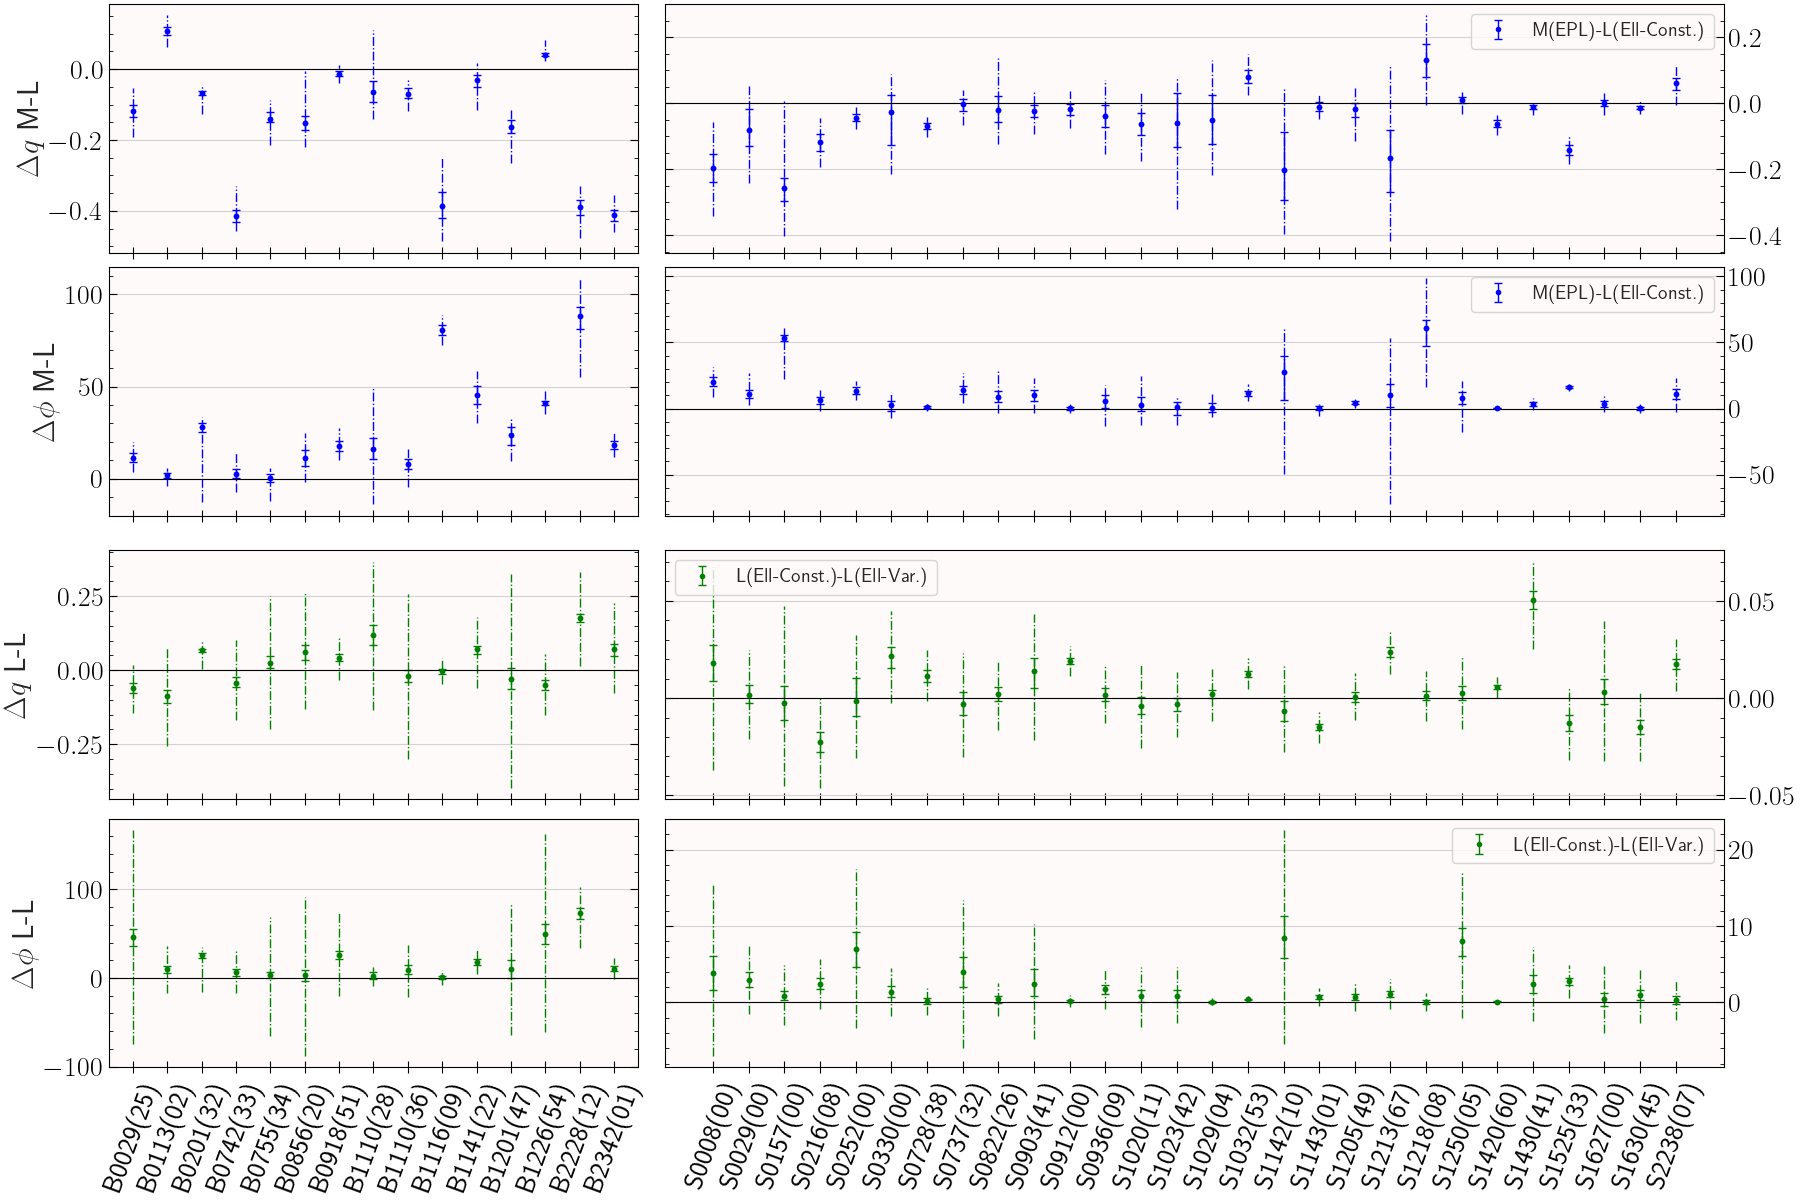 Δq M-L
0.0
−0.2
−0.4
M(EPL)-L(Ell-Const.)
0.2
0.0
−0.2
−0.4
Δϕ M-L
100
50
0
M(EPL)-L(Ell-Const.)
100
50
0
−50
Δq L-L
0.25
0.00
−0.25
L(Ell-Const.)-L(Ell-Var.)
0.05
0.00
−0.05
Δϕ L-L
100
0
−100
L(Ell-Const.)-L(Ell-Var.)
20
10
0
B0029(25)
B0113(02)
B0201(32)
B0742(33)
B0755(34)
B0856(20)
B0918(51)
B1110(28)
B1110(36)
B1116(09)
B1141(22)
B1201(47)
B1226(54)
B2228(12)
B2342(01)
S0008(00)
S0029(00)
S0157(00)
S0216(08)
S0252(00)
S0330(00)
S0728(38)
S0737(32)
S0822(26)
S0903(41)
S0912(00)
S0936(09)
S1020(11)
S1023(42)
S1029(04)
S1032(53)
S1142(10)
S1143(01)
S1205(49)
S1213(67)
S1218(08)
S1250(05)
S1420(60)
S1430(41)
S1525(33)
S1627(00)
S1630(45)
S2238(07)